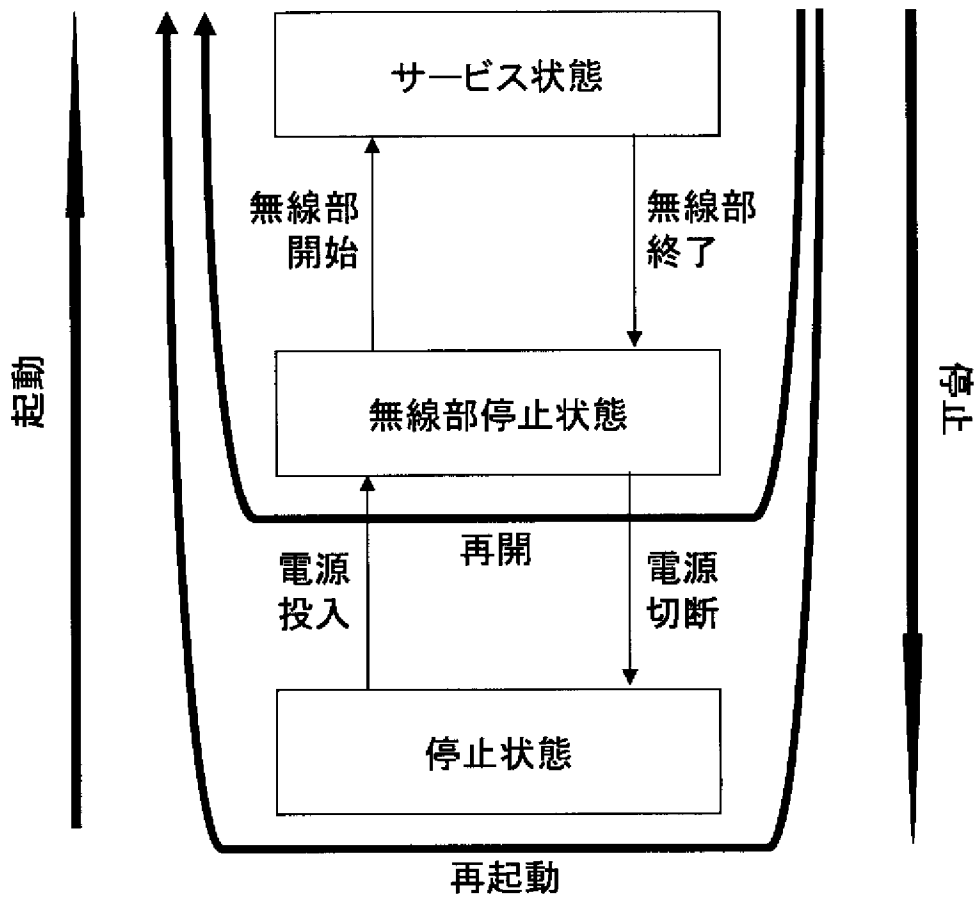 サービス状態
無線部
開始
無線部
終了
起動
停止
無線部停止状態
再開
電源
投入
電源
切断
停止状態
再起動